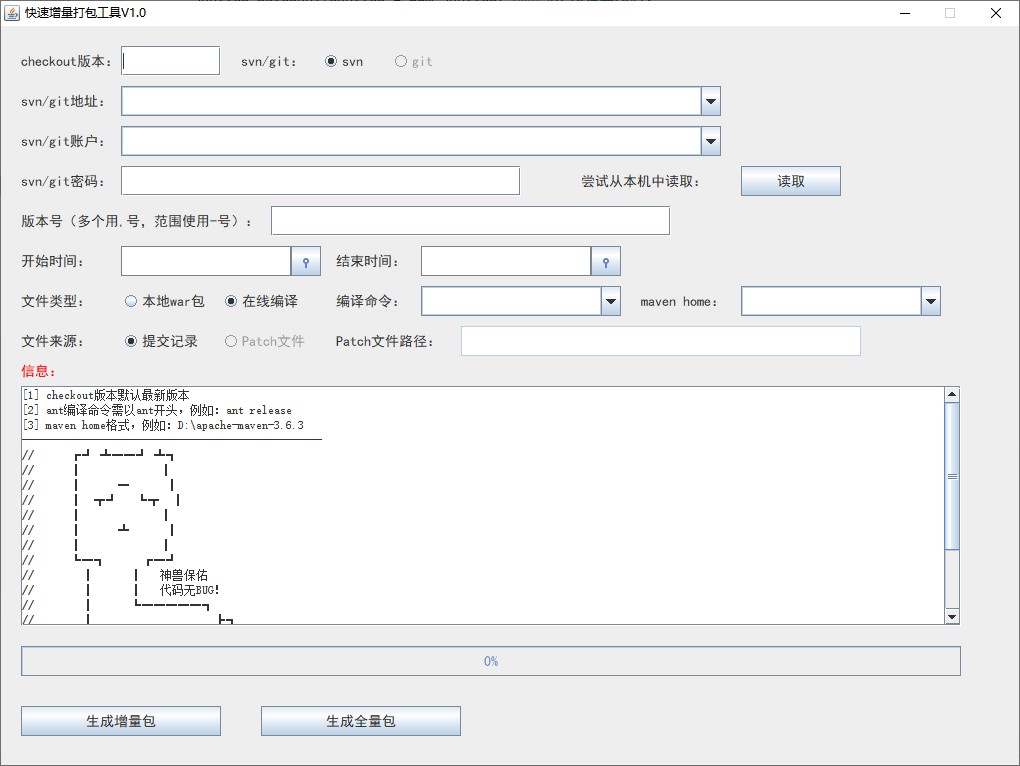 快速增量打包工具V1.0
checkout版本： svn/git： svn git
svn/git地址：
svn/git账户：
svn/git密码： 尝试从本机中读取： 读取
版本号（多个用,号，范围使用-号）：
开始时间： 结束时间：
文件类型： 本地war包 在线编译 编译命令： maven home：
文件来源： 提交记录 Patch文件 Patch文件路径：
信息：
[1] checkout版本默认最新版本
[2] ant编译命令需以ant开头，例如：ant release
[3] maven home格式，例如：D:\apache-maven-3.6.3
//
//
//
//
//
//
//
//
// 神兽保佑
// 代码无BUG!
//
//
0%
生成增量包 生成全量包